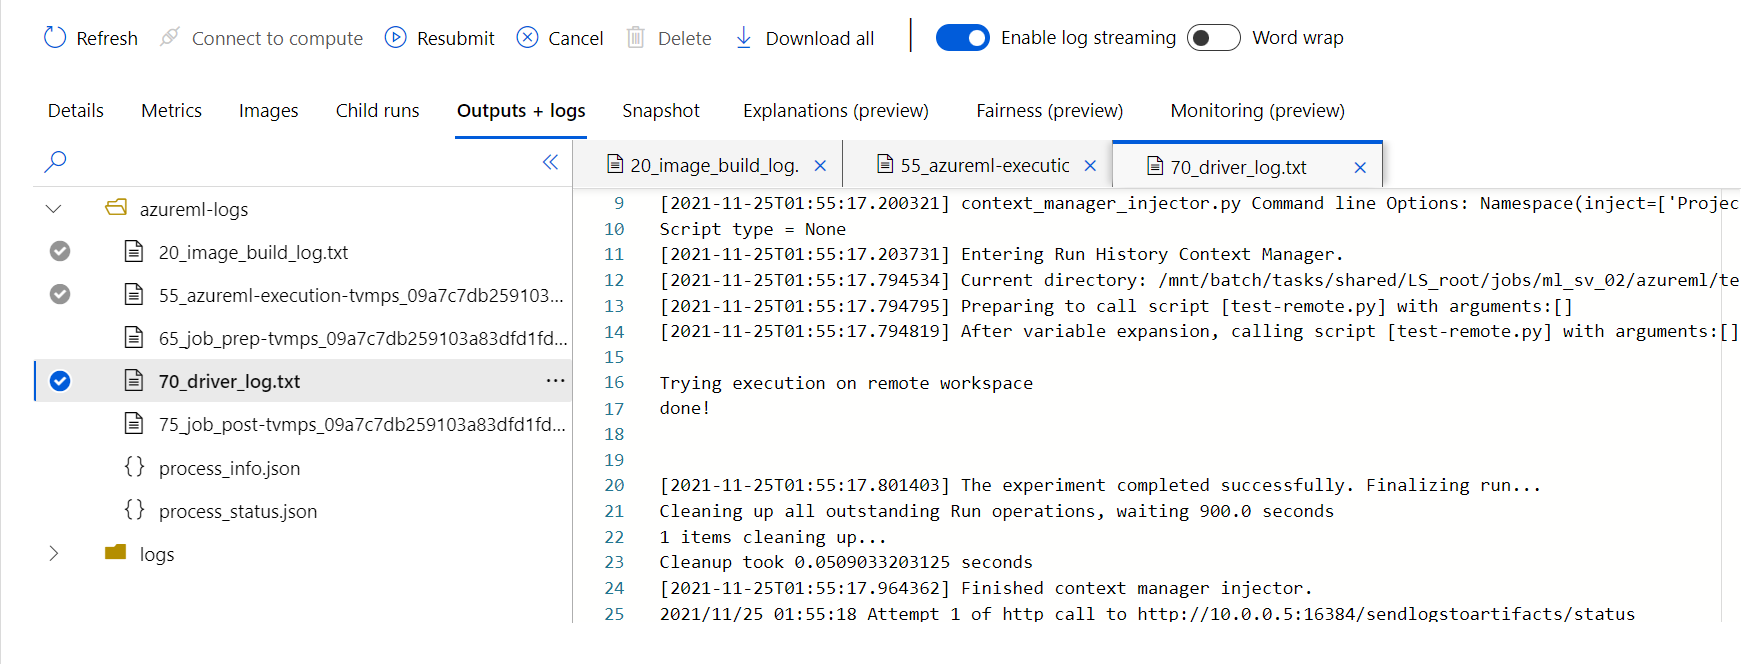 Refresh Connect to compute Resubmit Cancel Delete Download all Enable log streaming Word wrap
Details Metrics Images Child runs Outputs + logs Snapshot Explanations (preview) Fairness (preview) Monitoring (preview)
azureml-logs
20_image_build_log.txt
55_azureml-execution-tvmps_09a7c7db259103...
65_job_prep-tvmps_09a7c7db259103a83dfd1fd...
70_driver_log.txt ...
75_job_post-tvmps_09a7c7db259103a83dfd1fd...
{} process_info.json
{} process_status.json
logs
20_image_build_log. 55_azureml-executic 70_driver_log.txt
9 [2021-11-25T01:55:17.200321] context_manager_injector.py Command line Options: Namespace(inject=['Projec
10 Script type = None
11 [2021-11-25T01:55:17.203731] Entering Run History Context Manager.
12 [2021-11-25T01:55:17.794534] Current directory: /mnt/batch/tasks/shared/LS_root/jobs/ml_sv_02/azureml/te
13 [2021-11-25T01:55:17.794795] Preparing to call script [test-remote.py] with arguments:[]
14 [2021-11-25T01:55:17.794819] After variable expansion, calling script [test-remote.py] with arguments:[]
15
16 Trying execution on remote workspace
17 done!
18
19
20 [2021-11-25T01:55:17.801403] The experiment completed successfully. Finalizing run...
21 Cleaning up all outstanding Run operations, waiting 900.0 seconds
22 1 items cleaning up...
23 Cleanup took 0.0509033203125 seconds
24 [2021-11-25T01:55:17.964362] Finished context manager injector.
25 2021/11/25 01:55:18 Attempt 1 of http call to http://10.0.0.5:16384/sendlogstoartifacts/status